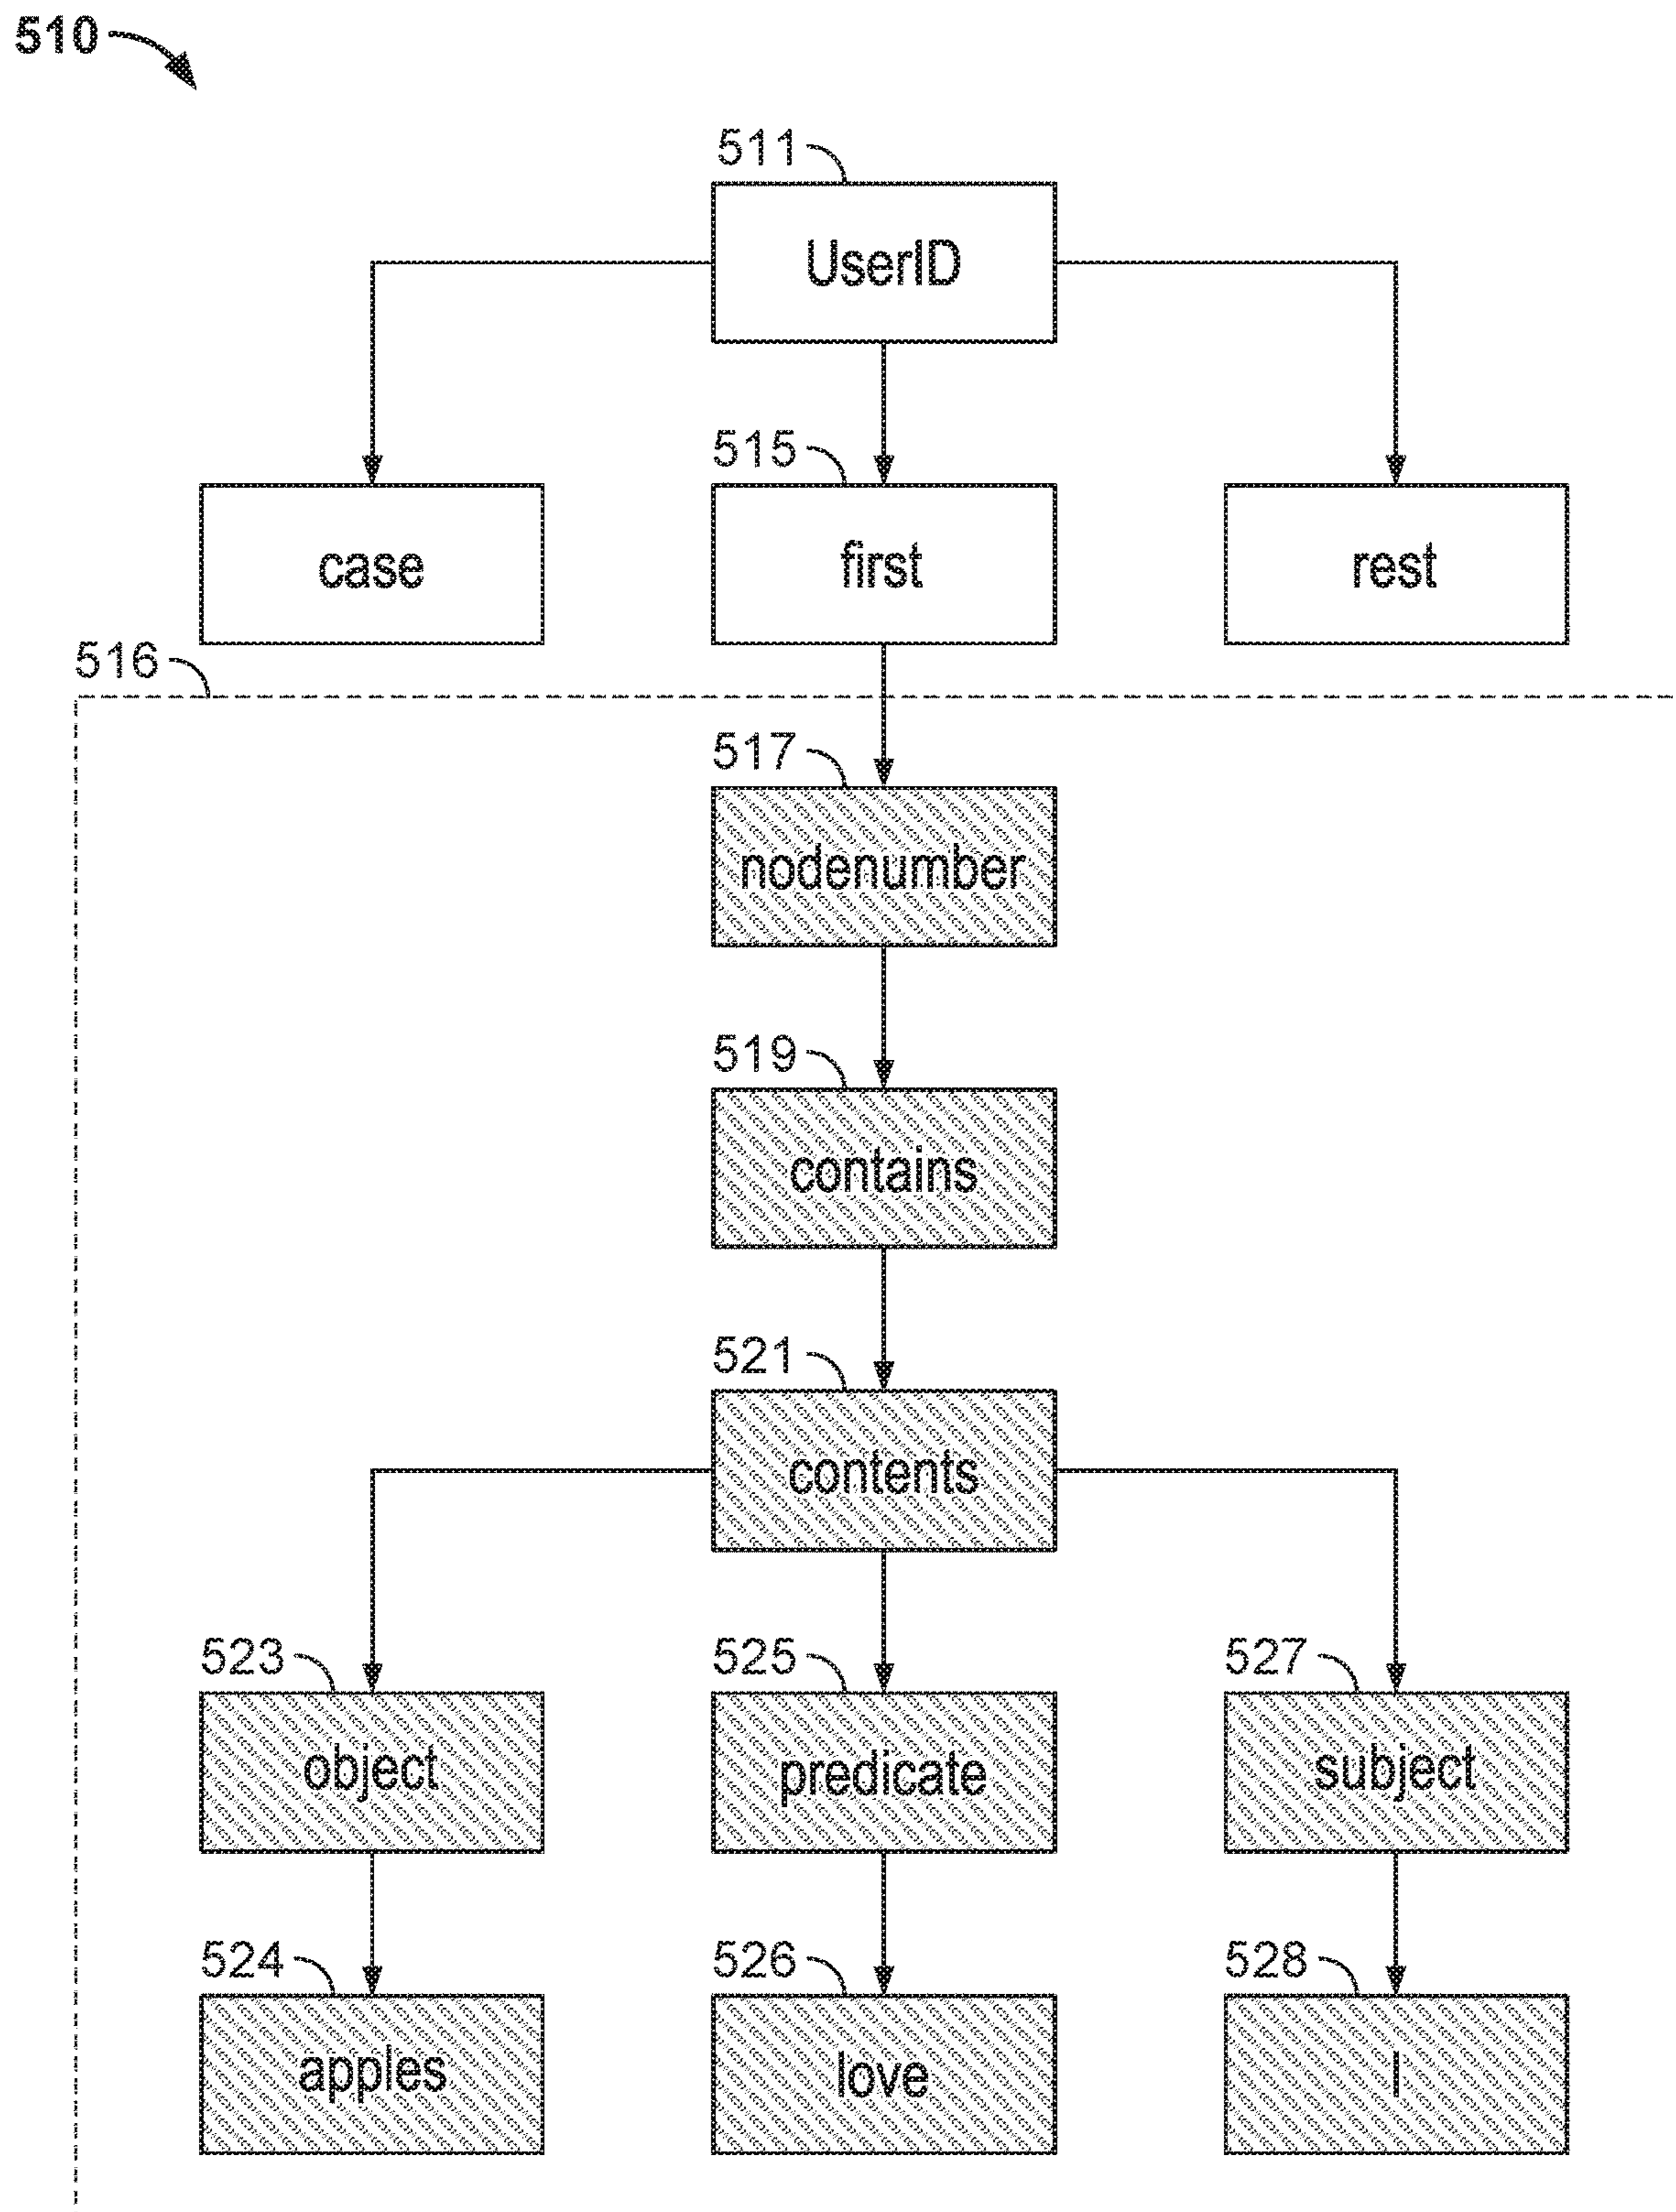 510
511
UserID
515
case
first
rest
516
517
nodenumber
519
contains
521
contents
523
525
527
object
predicate
subject
524
526
528
apples
love
I